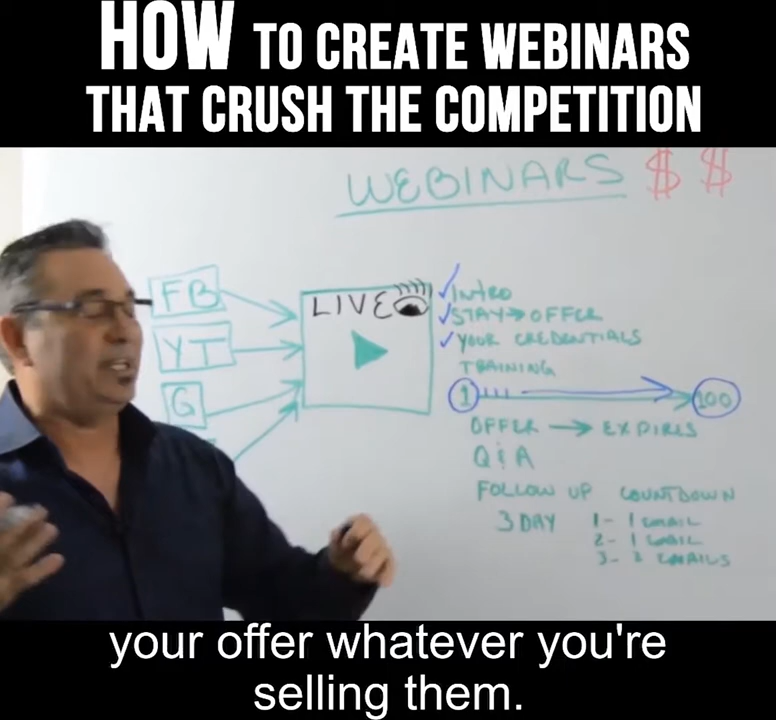 HOW TO CREATE WEBINARS
THAT CRUSH THE COMPETITION
WEBINARS $ $
FB
YT
G
LIVE
INTRO
STAY → OFFER
YOUR CREDENTIALS
TRAINING
1 100
OFFER → EXPIRES
Q & A
FOLLOW UP COUNTDOWN
3 DAY 1 - 1 EMAIL
2 - 1 EMAIL
3 - EMAILS
your offer whatever you're
selling them.